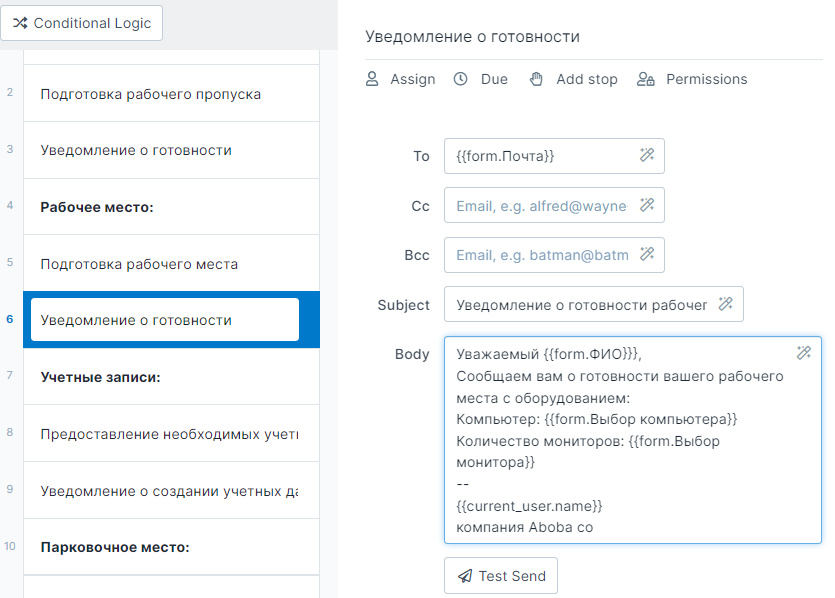 Conditional Logic
2 Подготовка рабочего пропуска
3 Уведомление о готовности
4 Рабочее место:
5 Подготовка рабочего места
6 Уведомление о готовности
7 Учетные записи:
8 Предоставление необходимых
9 Уведомление о создании учетных
10 Парковочное место:
Уведомление о готовности
Assign Due Add stop Permissions
To {{form.Почта}}
Cc Email, e.g. alfred@wayne
Bcc Email, e.g. batman@batm
Subject Уведомление о готовности рабочег
Body Уважаемый {{form.ФИО}}},
Сообщаем вам о готовности вашего рабочего
места с оборудованием:
Компьютер: {{form.Выбор компьютера}}
Количество мониторов: {{form.Выбор
монитора}}
--
{{current_user.name}}
компания Aboba co
Test Send